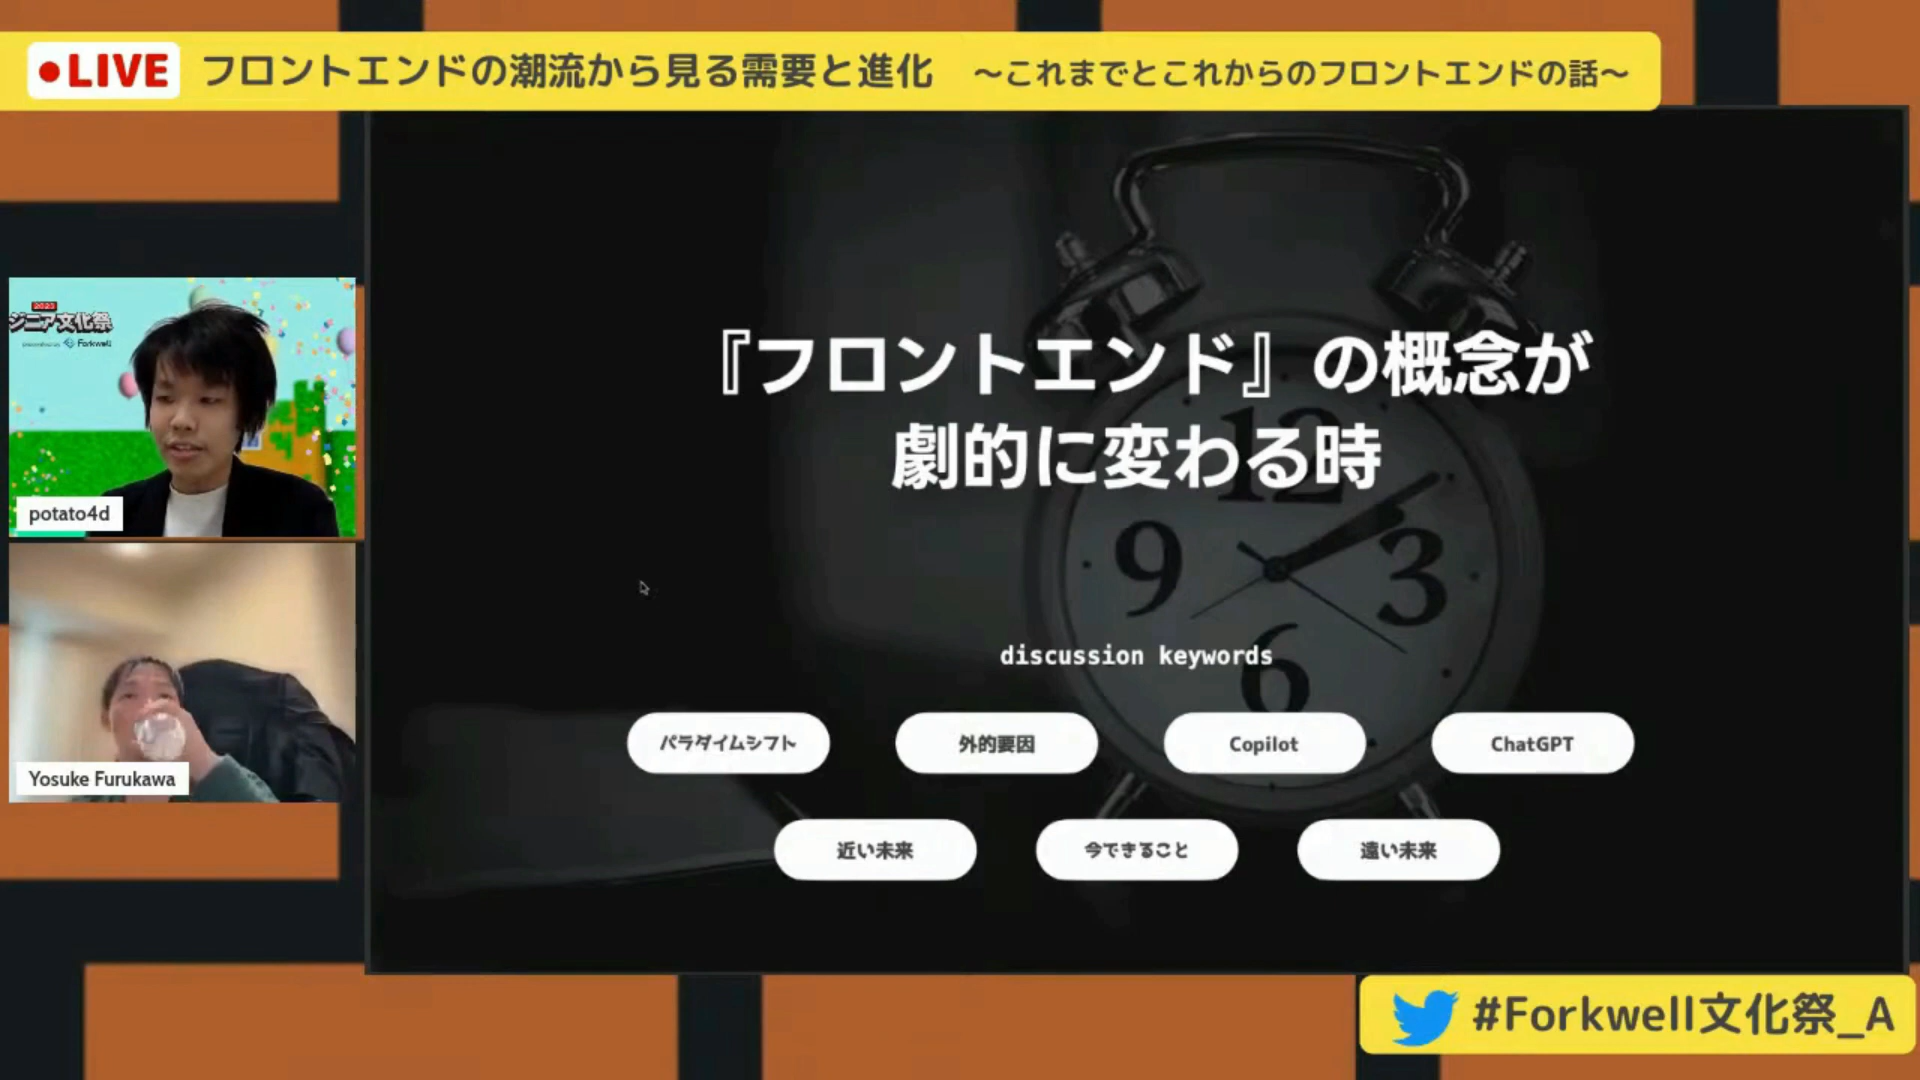 LIVE フロントエンドの潮流から見る需要と進化 〜これまでとこれからのフロントエンドの話〜
2023
ジニア文化祭
Forkwell
potato4d
Yosuke Furukawa
『フロントエンド』の概念が
劇的に変わる時
12
9
3
6
discussion keywords
パラダイムシフト 外的要因 Copilot ChatGPT
近い未来 今できること 遠い未来
#Forkwell文化祭_A